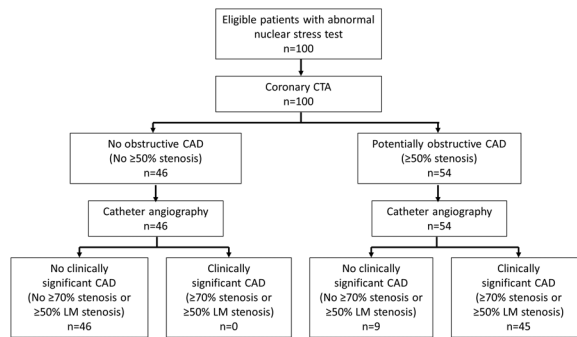 Eligible patients with abnormal
nuclear stress test
n=100
Coronary CTA
n=100
No obstructive CAD
(No ≥50% stenosis)
n=46
Potentially obstructive CAD
(≥50% stenosis)
n=54
Catheter angiography
n=46
Catheter angiography
n=54
No clinically
significant CAD
(No ≥70% stenosis or
≥50% LM stenosis)
n=46
Clinically
significant CAD
(≥70% stenosis or
≥50% LM stenosis)
n=0
No clinically
significant CAD
(No ≥70% stenosis or
≥50% LM stenosis)
n=9
Clinically
significant CAD
(≥70% stenosis or
≥50% LM stenosis)
n=45